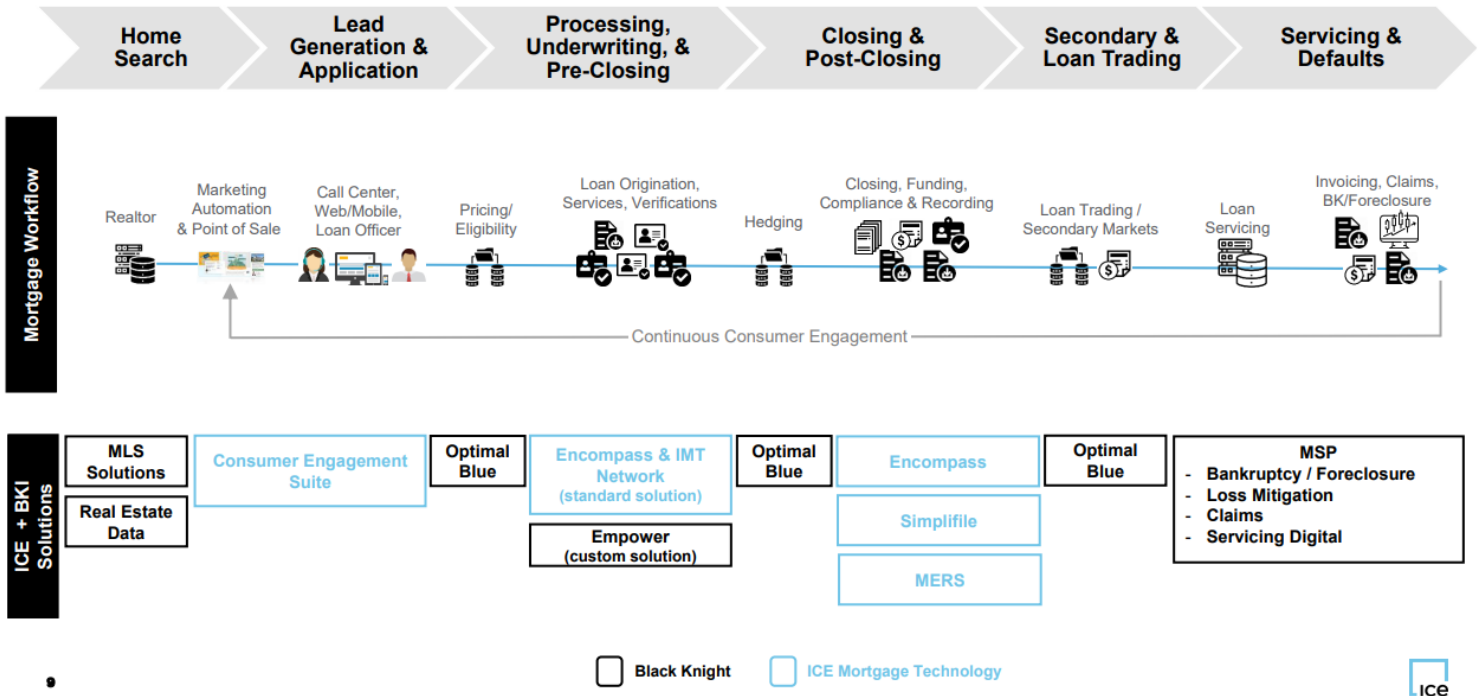 Home
Search
Lead
Generation &
Application
Processing,
Underwriting, &
Pre-Closing
Closing &
Post-Closing
Secondary &
Loan Trading
Servicing &
Defaults
Mortgage Workflow
Realtor
Marketing
Automation
& Point of Sale
Call Center,
Web/Mobile,
Loan Officer
Pricing/
Eligibility
Loan Origination,
Services, Verifications
Hedging
Closing, Funding,
Compliance & Recording
Loan Trading /
Secondary Markets
Loan
Servicing
Invoicing, Claims,
BK/Foreclosure
Continuous Consumer Engagement
ICE + BKI
Solutions
MLS
Solutions
Real Estate
Data
Consumer Engagement
Suite
Optimal
Blue
Encompass & IMT
Network
(standard solution)
Empower
(custom solution)
Optimal
Blue
Encompass
Simplifile
MERS
Optimal
Blue
MSP
- Bankruptcy / Foreclosure
- Loss Mitigation
- Claims
- Servicing Digital
9
Black Knight
ICE Mortgage Technology
ice